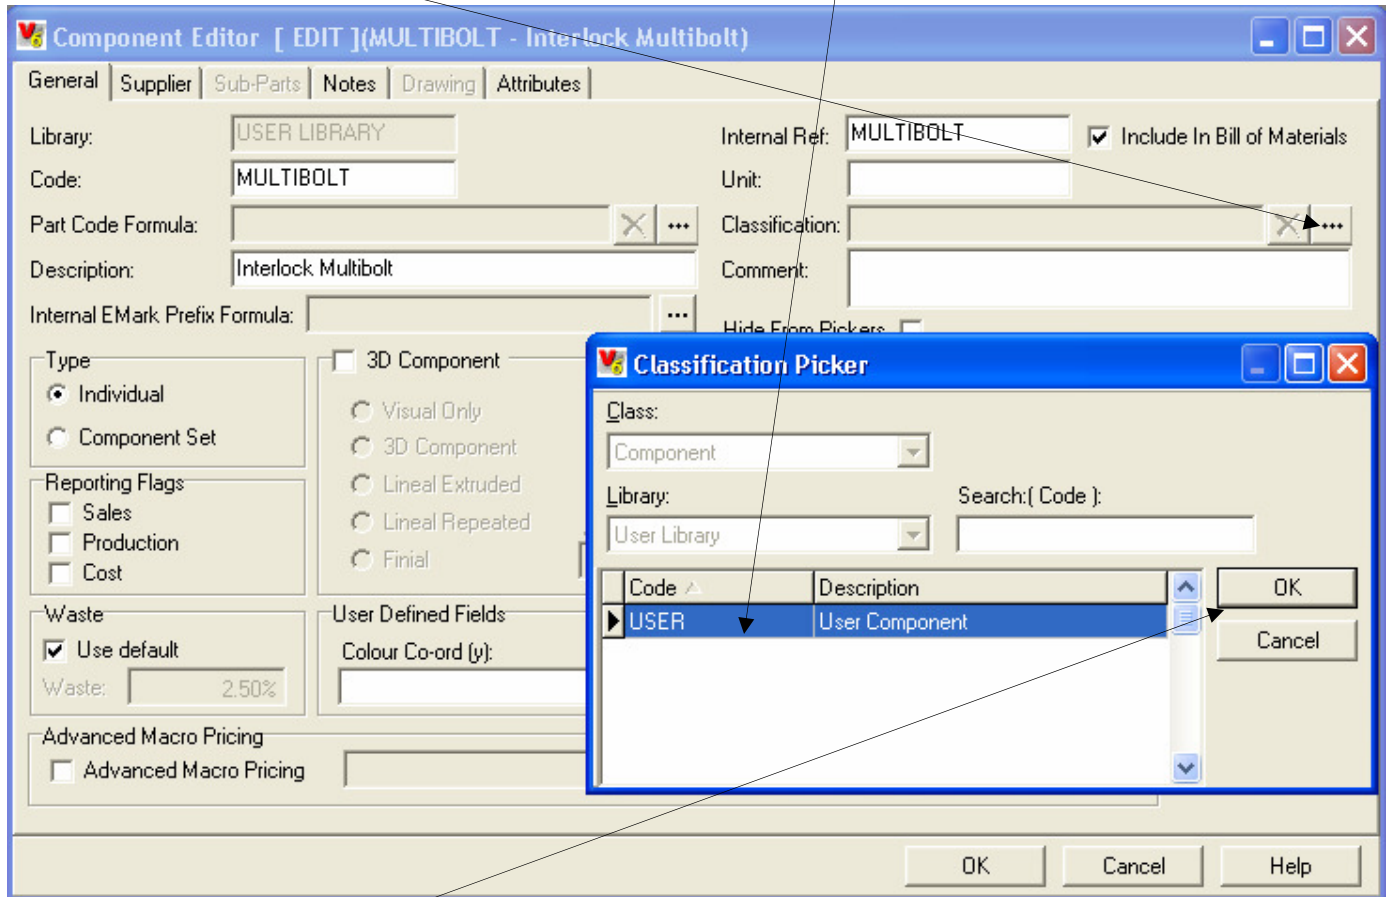 Component Editor [ EDIT ](MULTIBOLT - Interlock Multibolt)
General Supplier Sub-Parts Notes Drawing Attributes
Library: USER LIBRARY Internal Ref: MULTIBOLT Include In Bill of Materials
Code: MULTIBOLT Unit:
Part Code Formula: ... Classification: ...
Description: Interlock Multibolt Comment:
Internal EMark Prefix Formula: ...
Hide From Pickers
Type
Individual
Component Set
3D Component
Visual Only
3D Component
Lineal Extruded
Lineal Repeated
Finial
Reporting Flags
Sales
Production
Cost
Waste
Use default
Waste: 2.50%
User Defined Fields
Colour Co-ord (y):
Advanced Macro Pricing
Advanced Macro Pricing
Classification Picker
Class:
Component
Library: Search:( Code ):
User Library
Code Description
USER User Component
OK
Cancel
OK Cancel Help